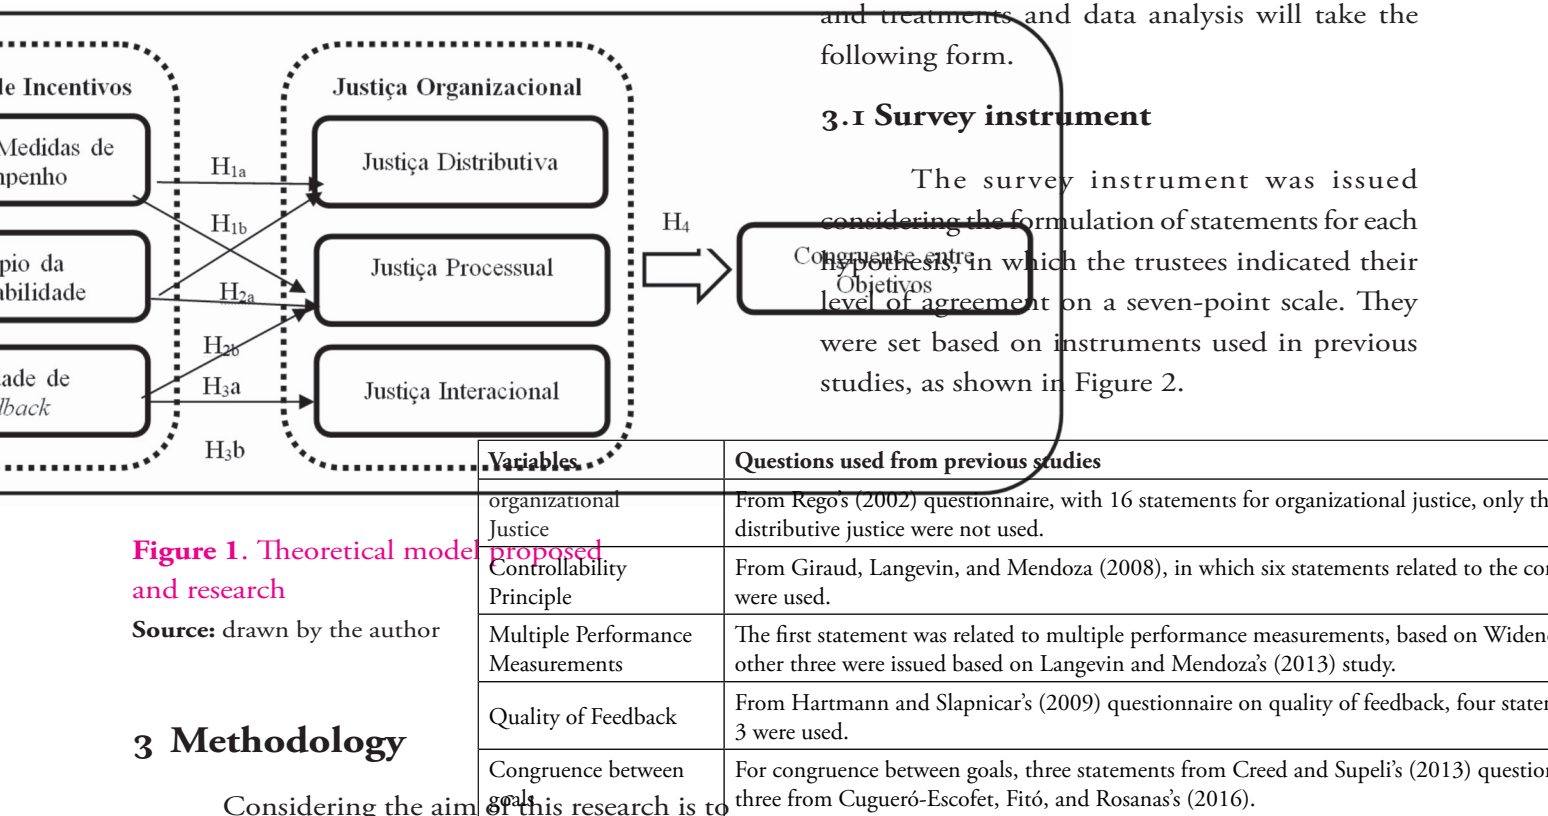 de Incentivos
Medidas de
mpenho
pio da
abilidade
dade de
dback
H1a
H1b
H2a
H2b
H3a
H3b
Justiça Organizacional
Justiça Distributiva
Justiça Processual
Justiça Interacional
H4
Congruence entre
Objetivos
Figure 1. Theoretical model proposed
and research
Source: drawn by the author
3 Methodology
Considering the aim of this research is to
and treatments and data analysis will take the
following form.
3.1 Survey instrument
The survey instrument was issued
considering the formulation of statements for each
hypothesis, in which the trustees indicated their
level of agreement on a seven-point scale. They
were set based on instruments used in previous
studies, as shown in Figure 2.
Variables
Questions used from previous studies
organizational
Justice
From Rego's (2002) questionnaire, with 16 statements for organizational justice, only th
distributive justice were not used.
Controllability
Principle
From Giraud, Langevin, and Mendoza (2008), in which six statements related to the co
were used.
Multiple Performance
Measurements
The first statement was related to multiple performance measurements, based on Widen
other three were issued based on Langevin and Mendoza's (2013) study.
Quality of Feedback
From Hartmann and Slapnicar's (2009) questionnaire on quality of feedback, four state
3 were used.
Congruence between
goals
For congruence between goals, three statements from Creed and Supeli's (2013) questio
three from Cugueró-Escofet, Fitó, and Rosanas's (2016).